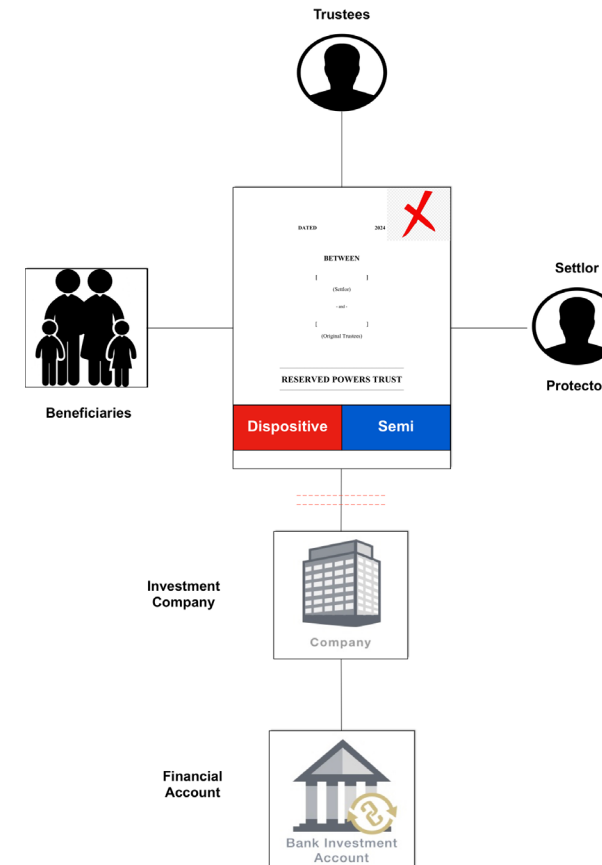 Trustees
DATED 2024
BETWEEN
[ ]
(Settlor)
- and -
[ ]
(Original Trustees)
RESERVED POWERS TRUST
Dispositive Semi
Beneficiaries
Settlor
Protecto
Investment
Company
Company
Financial
Account
Bank Investment
Account